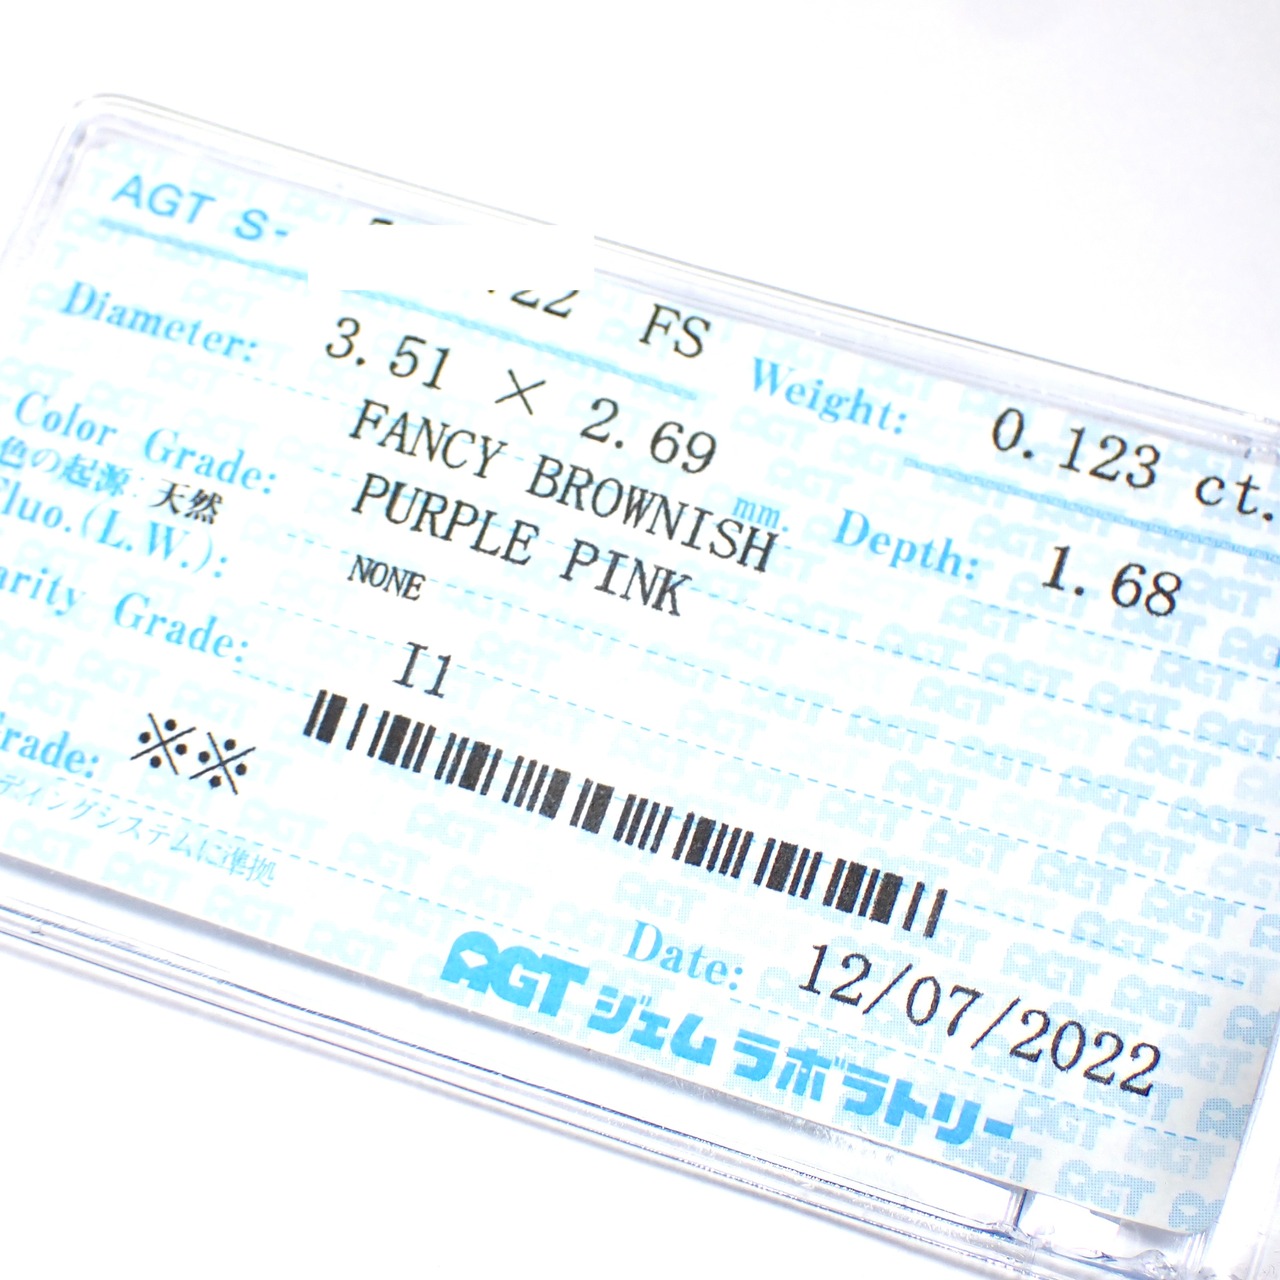 AGT S-
22 FS Weight: 0.123 ct.
Diameter: 3.51 × 2.69 mm. Depth: 1.68
Color Grade: FANCY BROWNISH
色の起源: 天然 PURPLE PINK
Fluo.(L.W.): NONE
arity Grade: I1
rade: ※※
ディングシステムに準拠
Date: 12/07/2022
AGT ジェム ラボラトリー